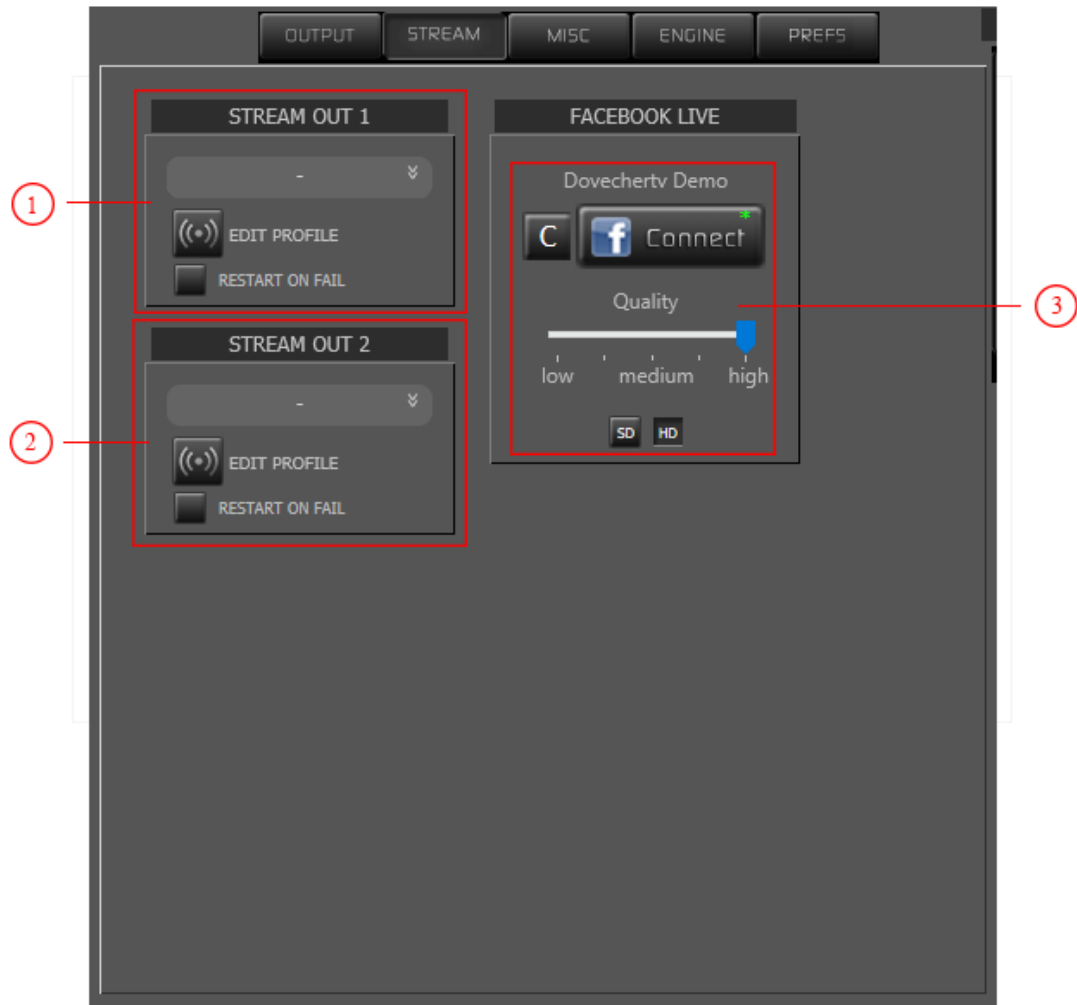 OUTPUT STREAM MISC ENGINE PREFS
STREAM OUT 1
-
EDIT PROFILE
RESTART ON FAIL
1
STREAM OUT 2
-
EDIT PROFILE
RESTART ON FAIL
2
FACEBOOK LIVE
Dovechertv Demo
C f Connect *
Quality
low medium high
SD HD
3